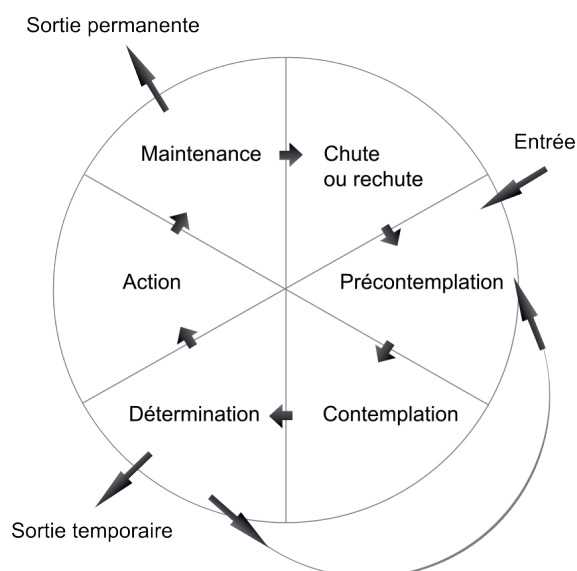 Sortie permanente
Entrée
Maintenance
Chute
ou rechute
Action
Précontemplation
Détermination
Contemplation
Sortie temporaire